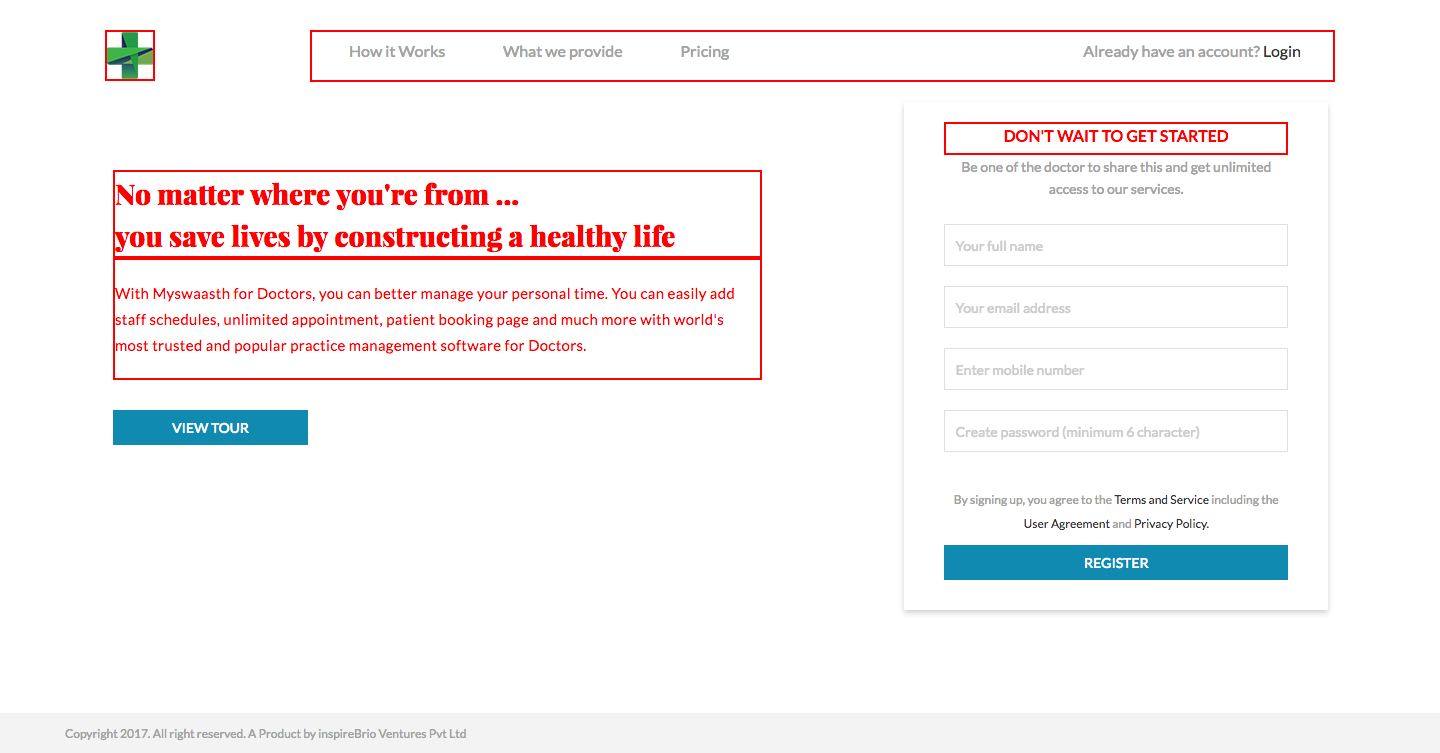 How it Works
What we provide
Pricing
Already have an account? Login
No matter where you're from ...
you save lives by constructing a healthy life
With Myswaasth for Doctors, you can better manage your personal time. You can easily add
staff schedules, unlimited appointment, patient booking page and much more with world's
most trusted and popular practice management software for Doctors.
VIEW TOUR
DON'T WAIT TO GET STARTED
Be one of the doctor to share this and get unlimited
access to our services.
Your full name
Your email address
Enter mobile number
Create password (minimum 6 character)
By signing up, you agree to the Terms and Service including the
User Agreement and Privacy Policy.
REGISTER
Copyright 2017. All right reserved. A Product by inspireBrio Ventures Pvt Ltd